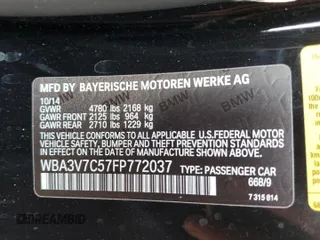 MFD BY BAYERISCHE MOTOREN WERKE AG
10/14
GVWR 4780 lbs 2168 kg
GAWR FRONT 2125 lbs 964 kg
GAWR REAR 2710 lbs 1229 kg
THIS VEHICLE CONFORMS TO ALL APPLICABLE FEDERAL MOTOR
VEHICLE SAFETY, BUMPER, AND THEFT PREVENTION STANDARDS
IN EFFECT ON THE DATE OF MANUFACTURE SHOWN ABOVE.
WBA3V7C57FP772037 TYPE: PASSENGER CAR
668/9
7 315 814
DREAMBID